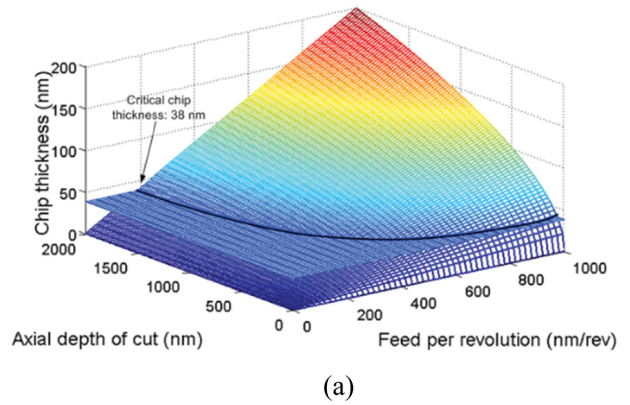 200
150
100
50
0
Chip thickness (nm)
Critical chip
thickness: 38 nm
2000
1500
1000
500
0
Axial depth of cut (nm)
0
200
400
600
800
1000
Feed per revolution (nm/rev)
(a)